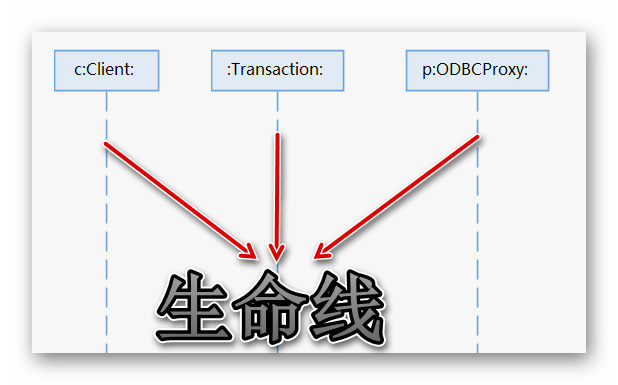 c:Client:
:Transaction:
p:ODBCProxy:
生命线